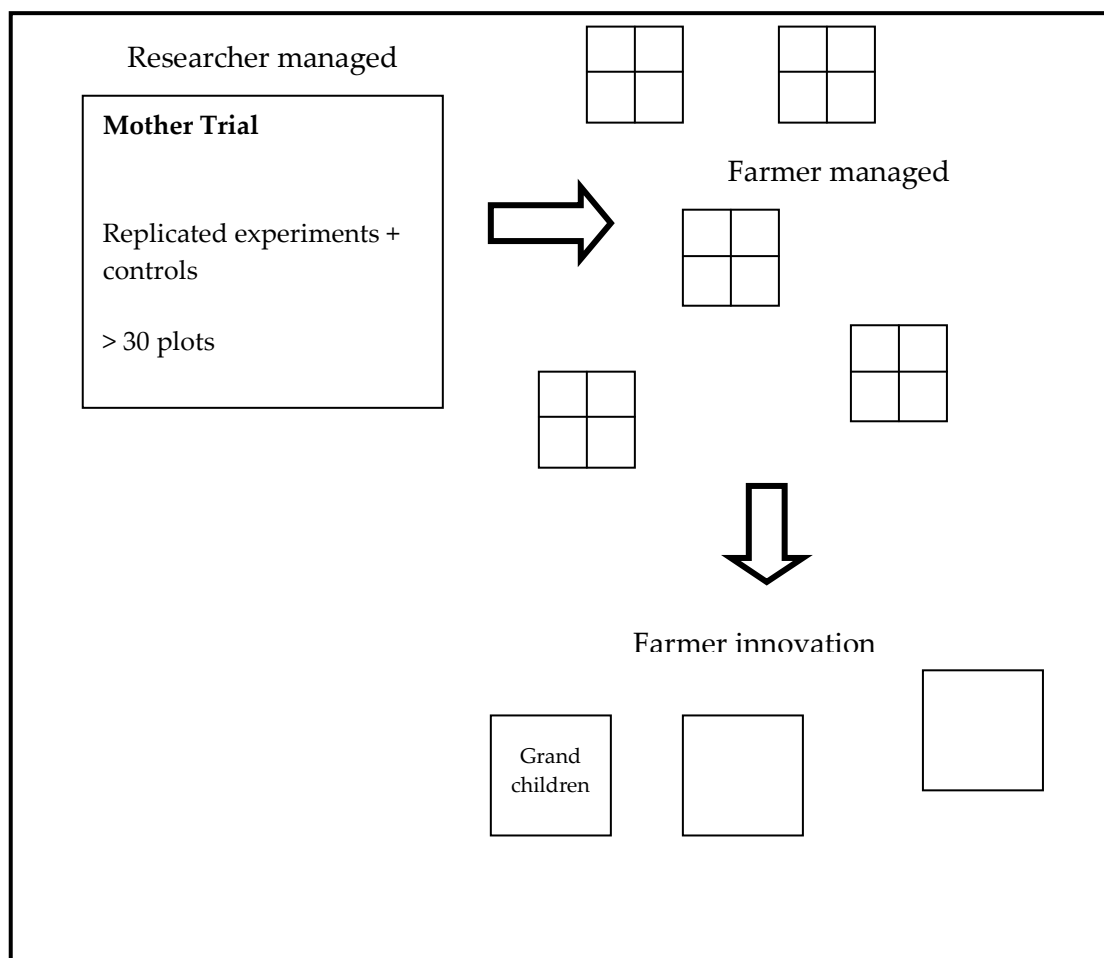 Researcher managed
Mother Trial
Replicated experiments +
controls
> 30 plots
Farmer managed
Farmer innovation
Grand
children